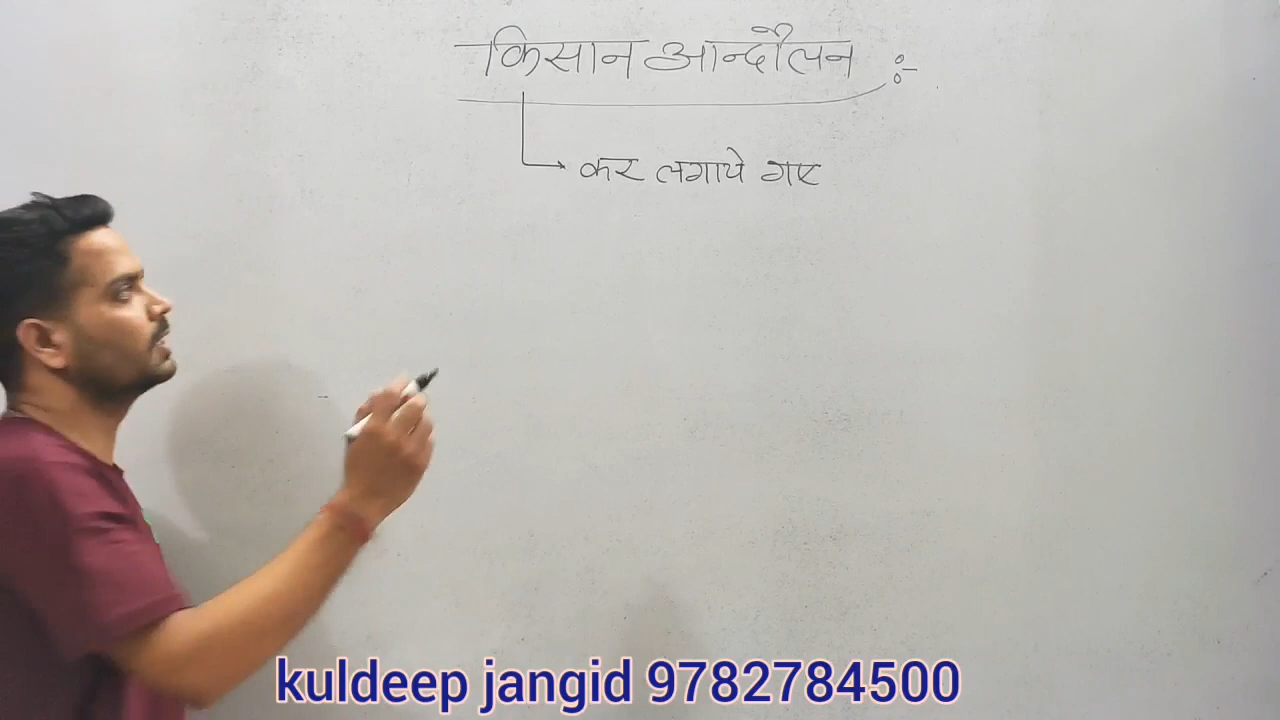 किसान आन्दौलन :-
कर लगाये गए
kuldeep jangid 9782784500